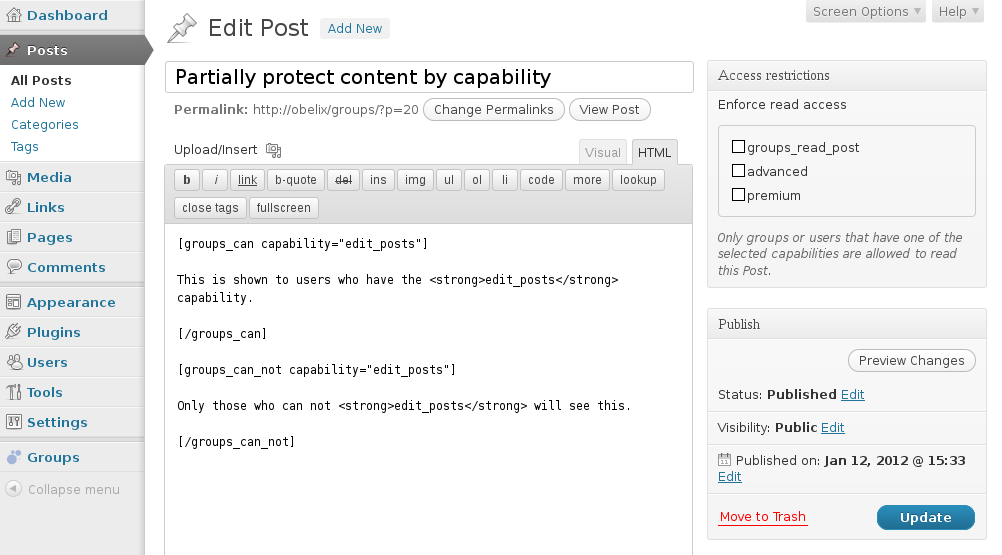 Dashboard
Posts
All Posts
Add New
Categories
Tags
Media
Links
Pages
Comments
Appearance
Plugins
Users
Tools
Settings
Groups
Collapse menu
Screen Options
Help
Edit Post
Add New
Partially protect content by capability
Permalink: http://obelix/groups/?p=20 Change Permalinks View Post
Upload/Insert
Visual
HTML
b i link b-quote del ins img ul ol li code more lookup
close tags fullscreen
[groups_can capability="edit_posts"]
This is shown to users who have the <strong>edit_posts</strong>
capability.
[/groups_can]
[groups_can_not capability="edit_posts"]
Only those who can not <strong>edit_posts</strong> will see this.
[/groups_can_not]
Access restrictions
Enforce read access
groups_read_post
advanced
premium
Only groups or users that have one of the
selected capabilities are allowed to read
this Post.
Publish
Preview Changes
Status: Published Edit
Visibility: Public Edit
11 Published on: Jan 12, 2012 @ 15:33
Edit
Move to Trash
Update